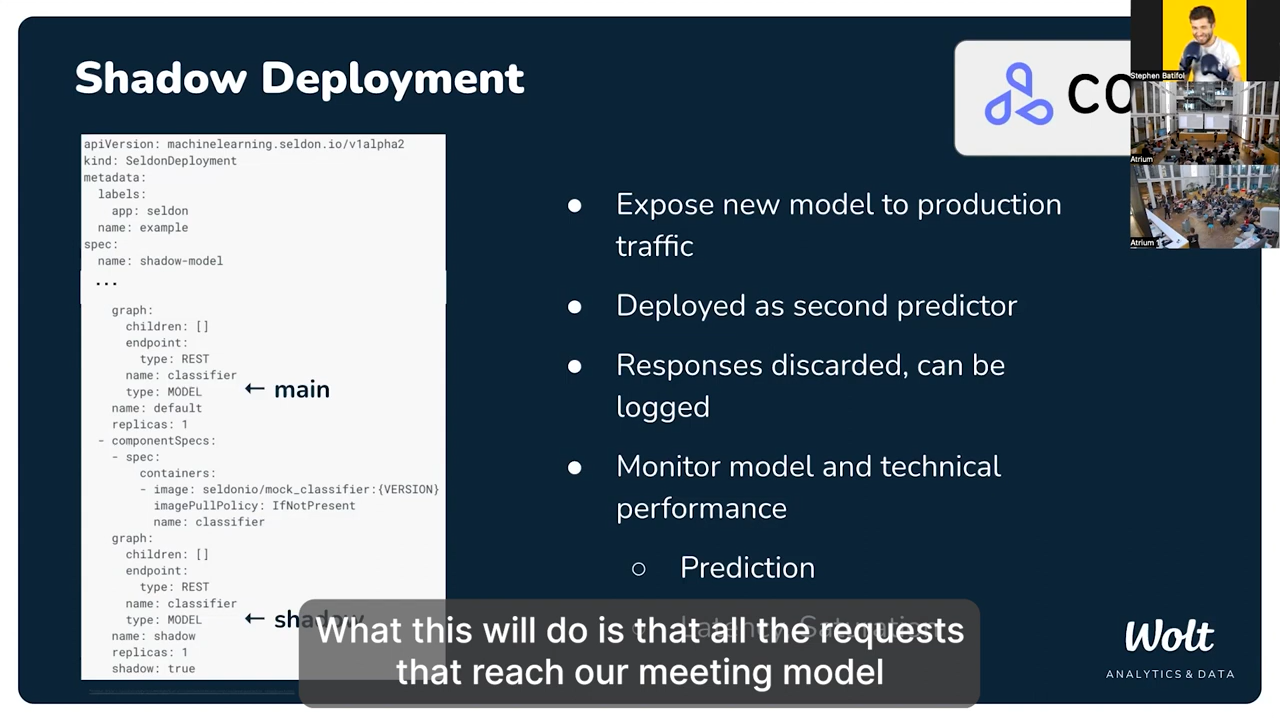 Shadow Deployment
apiVersion: machinelearning.seldon.io/v1alpha2
kind: SeldonDeployment
metadata:
labels:
app: seldon
name: example
spec:
name: shadow-model
...
graph:
children: []
endpoint:
type: REST
name: classifier
type: MODEL
← main
name: default
replicas: 1
- componentSpecs:
- spec:
containers:
- image: seldonio/mock_classifier:{VERSION}
imagePullPolicy: IfNotPresent
name: classifier
graph:
children: []
endpoint:
type: REST
name: classifier
type: MODEL
← shadow
name: shadow
replicas: 1
shadow: true
● Expose new model to production
traffic
● Deployed as second predictor
● Responses discarded, can be
logged
● Monitor model and technical
performance
○ Prediction
Latency, Saturation
What this will do is that all the requests
that reach our meeting model
Wolt
ANALYTICS & DATA
Stephen Batifol
Atrium
Atrium 1